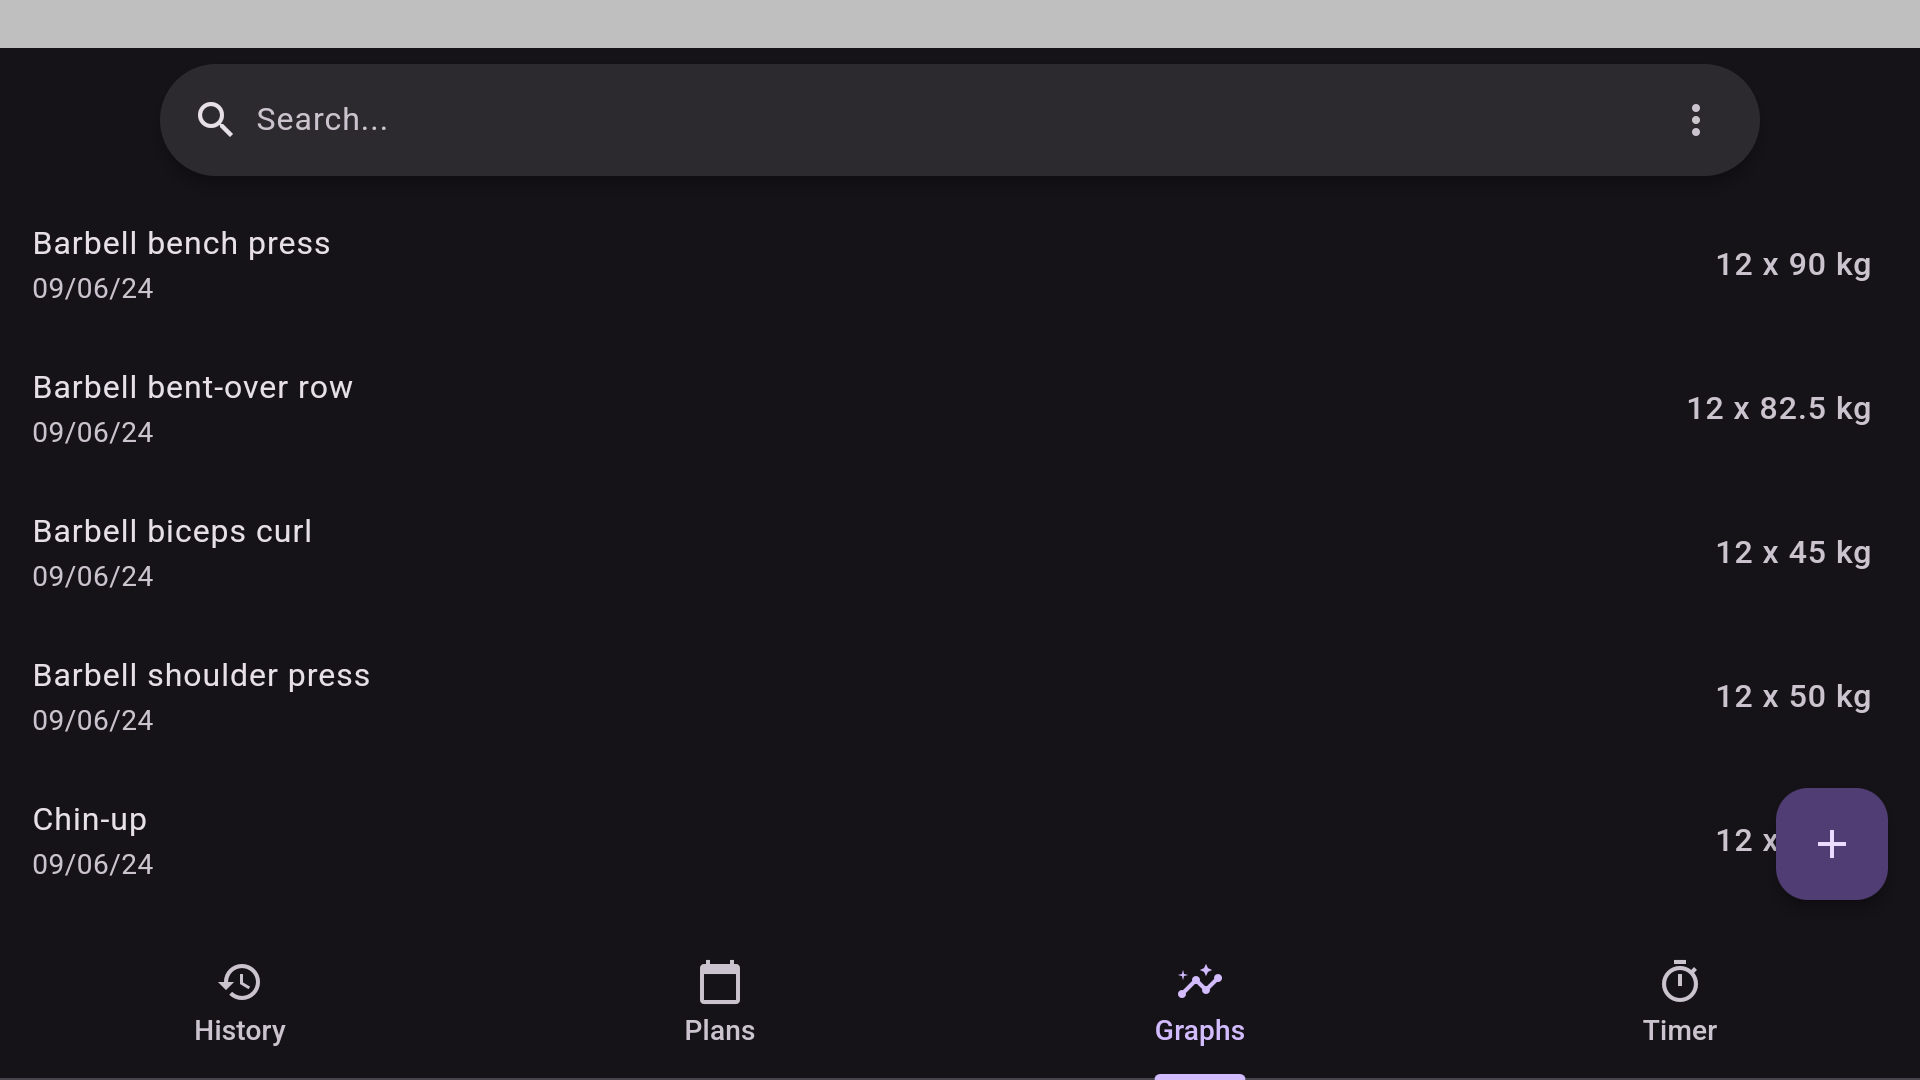 Search...
Barbell bench press
09/06/24
12 x 90 kg
Barbell bent-over row
09/06/24
12 x 82.5 kg
Barbell biceps curl
09/06/24
12 x 45 kg
Barbell shoulder press
09/06/24
12 x 50 kg
Chin-up
09/06/24
12 x
History
Plans
Graphs
Timer